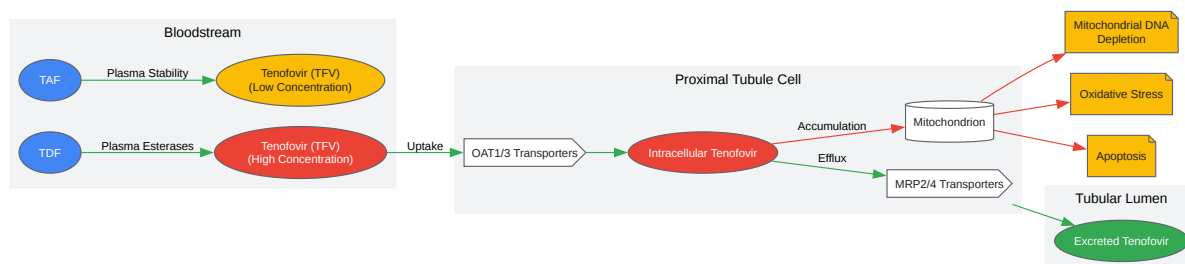 Bloodstream
TAF
Plasma Stability
Tenofovir (TFV)
(Low Concentration)
TDF
Plasma Esterases
Tenofovir (TFV)
(High Concentration)
Uptake
Proximal Tubule Cell
OAT1/3 Transporters
Intracellular Tenofovir
Accumulation
Efflux
Mitochondrion
MRP2/4 Transporters
Mitochondrial DNA
Depletion
Oxidative Stress
Apoptosis
Tubular Lumen
Excreted Tenofovir